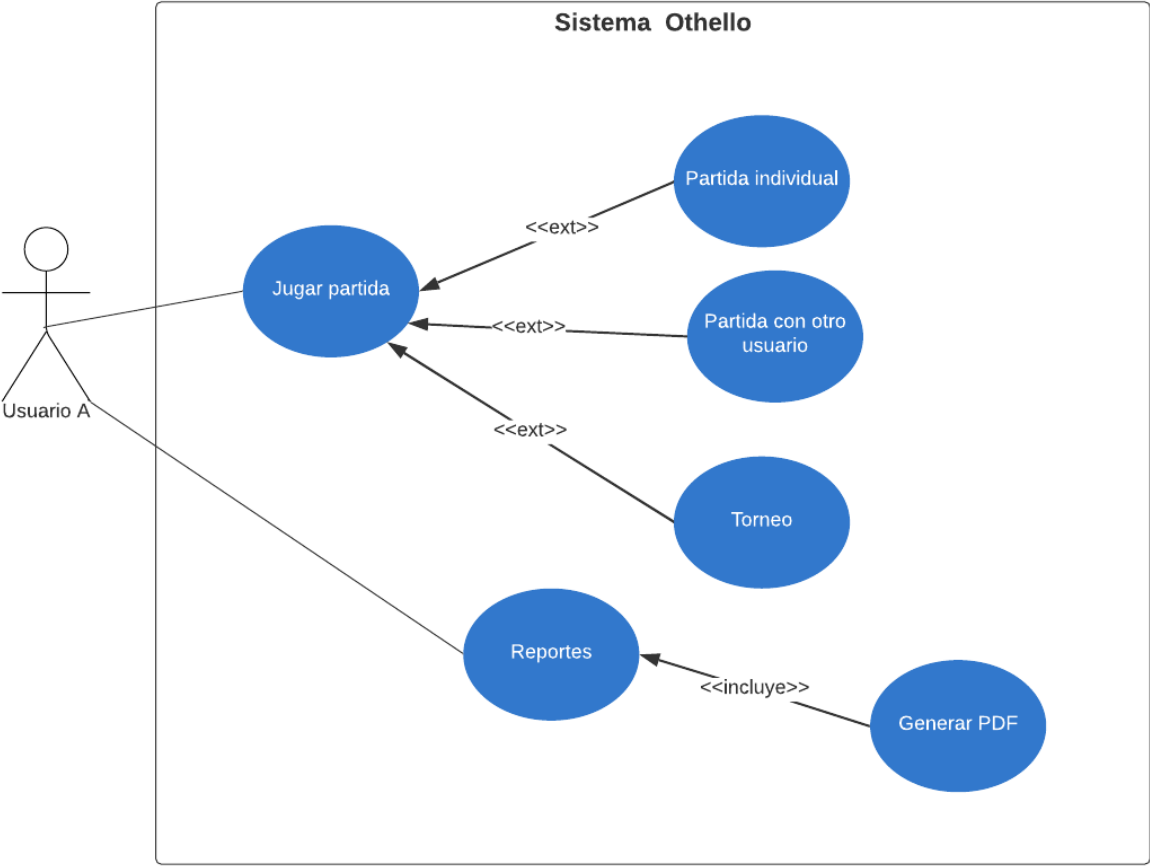 Sistema  Othello
Partida individual
<<ext>>
Jugar partida
<<ext>>
Partida con otro
usuario
Usuario A
<<ext>>
Torneo
Reportes
<<incluye>>
Generar PDF